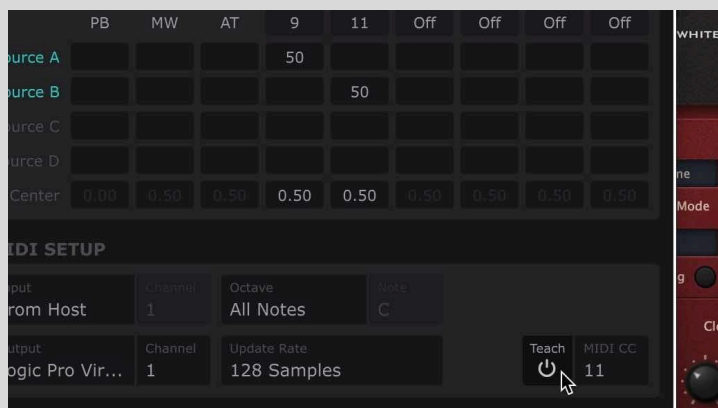 PB MW AT 9 11 Off Off Off Off
WHITE
ource A 50
ource B 50
ource C
ource D
Center 0.00 0.50 0.50 0.50 0.50 0.50 0.50 0.50 0.50
ne
Mode
IDI SETUP
nput Channel Octave Note
rom Host 1 All Notes C
g
Cl
utput Channel Update Rate Teach MIDI CC
ogic Pro Vir... 1 128 Samples 11